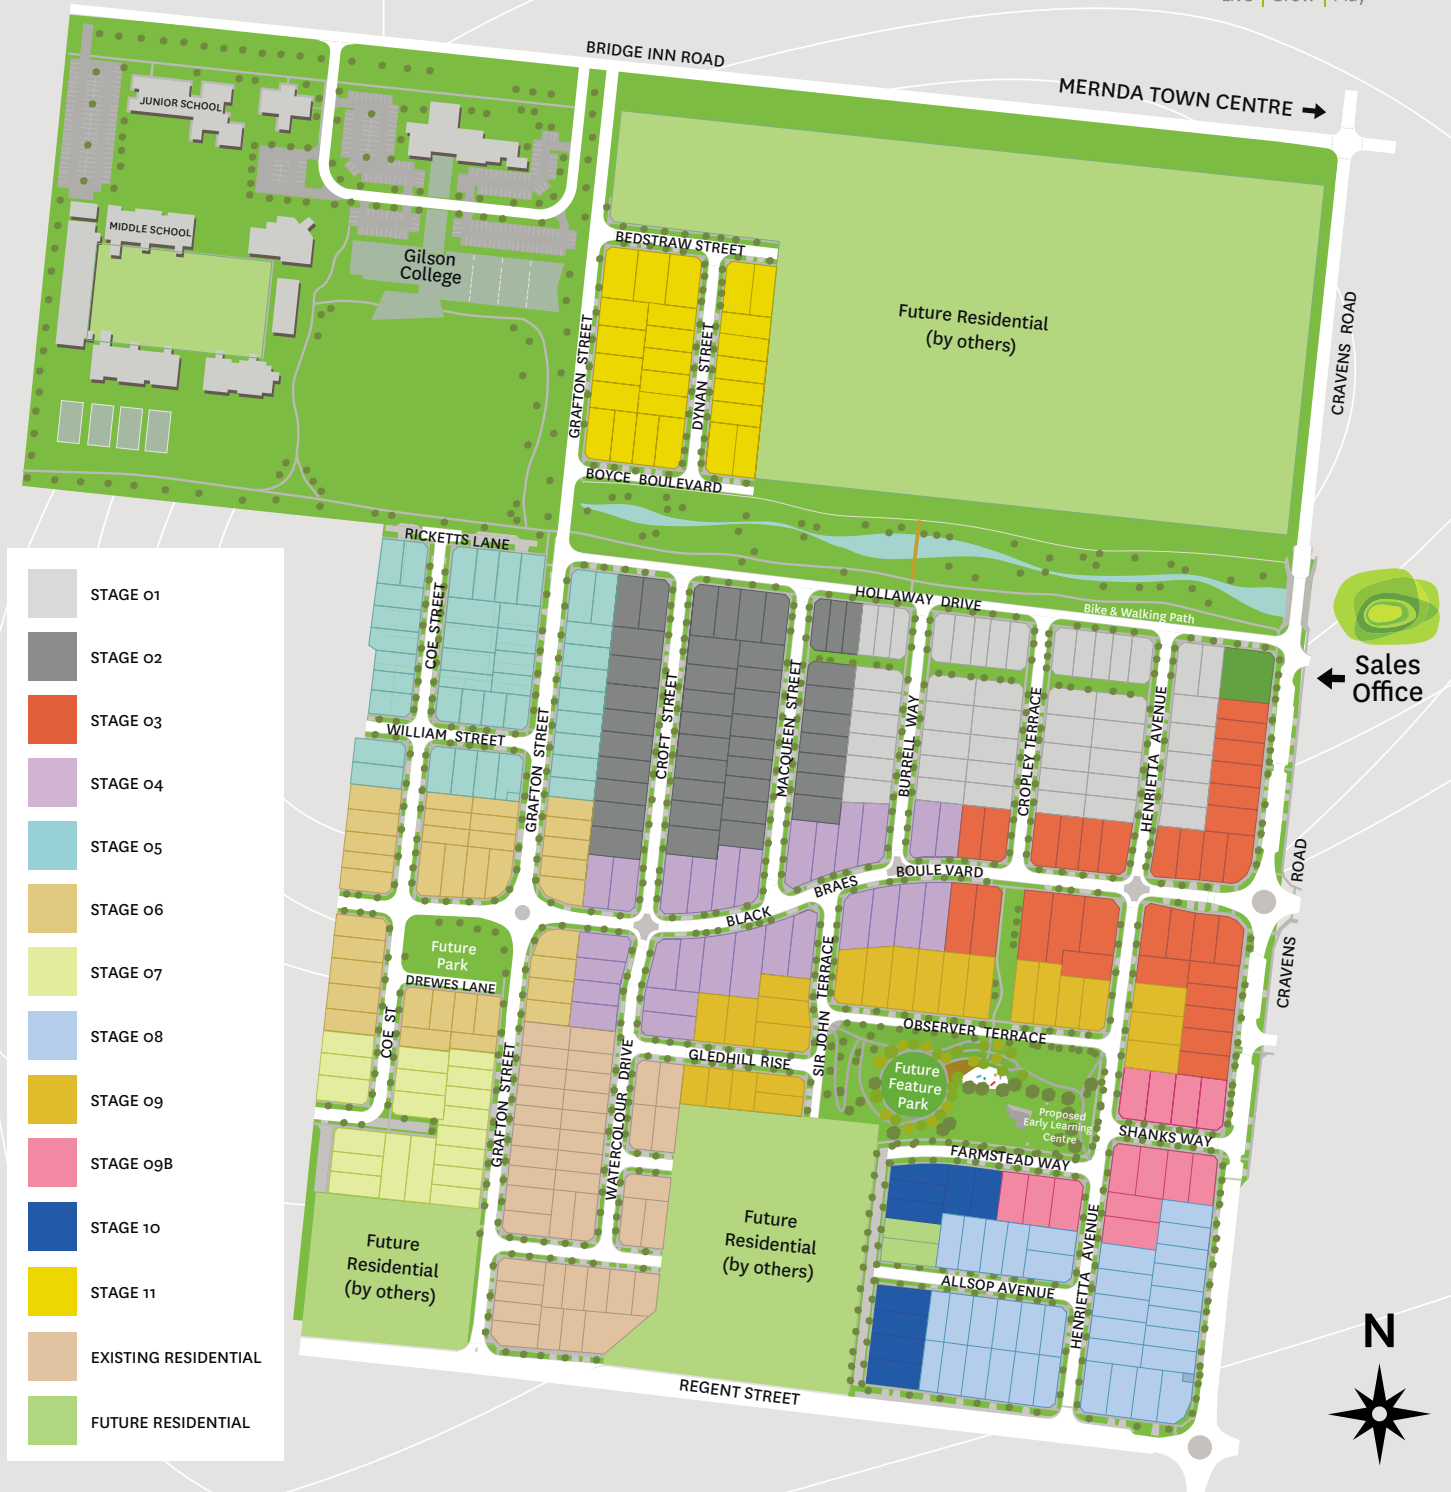 BRIDGE INN ROAD
MERNDA TOWN CENTRE
JUNIOR SCHOOL
MIDDLE SCHOOL
Gilson
College
BEDSTRAW STREET
GRAFTON STREET
DYNAN STREET
Future Residential
(by others)
CRAVENS ROAD
BOYCE BOULEVARD
RICKETTS LANE
COE STREET
HOLLAWAY DRIVE
Bike & Walking Path
Sales
Office
WILLIAM STREET
GRAFTON STREET
CROFT STREET
MACQUEEN STREET
BURRELL WAY
CROPLEY TERRACE
HENRIETTA AVENUE
BLACK BRAES BOULEVARD
CRAVENS ROAD
Future
Park
DREWES LANE
COE ST
GRAFTON STREET
WATERCOLOUR DRIVE
GLEDHILL RISE
SIR JOHN TERRACE
OBSERVER TERRACE
Future
Feature
Park
Proposed
Early Learning
Centre
SHANKS WAY
FARMSTEAD WAY
HENRIETTA AVENUE
ALLSOP AVENUE
Future
Residential
(by others)
Future
Residential
(by others)
REGENT STREET
N
STAGE 01
STAGE 02
STAGE 03
STAGE 04
STAGE 05
STAGE 06
STAGE 07
STAGE 08
STAGE 09
STAGE 09B
STAGE 10
STAGE 11
EXISTING RESIDENTIAL
FUTURE RESIDENTIAL